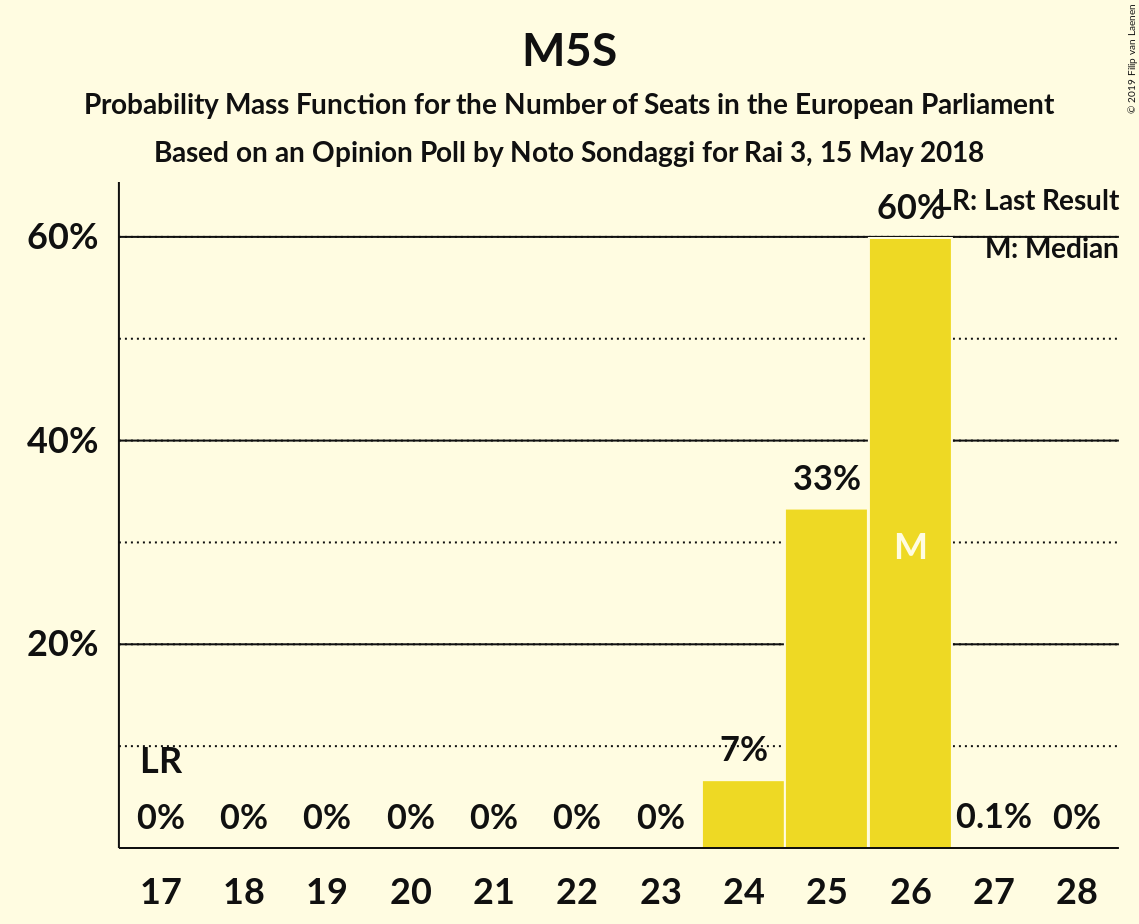 M5S
Probability Mass Function for the Number of Seats in the European Parliament
Based on an Opinion Poll by Noto Sondaggi for Rai 3, 15 May 2018
© 2019 Filip van Laenen
LR: Last Result
M: Median
60%
40%
20%
60%
33%
M
7%
LR
0% 0% 0% 0% 0% 0% 0% 0.1% 0%
17 18 19 20 21 22 23 24 25 26 27 28